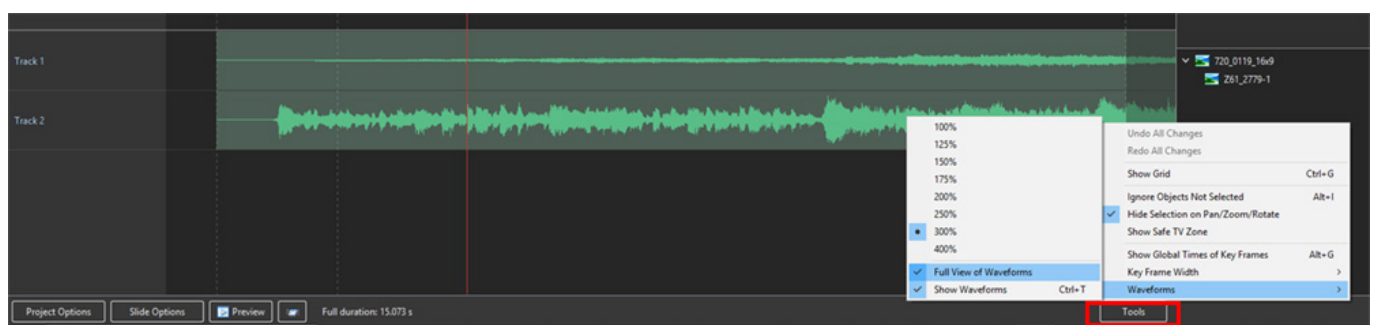 Track 1
Track 2
720_0119_16x9
Z61_2779-1
100%
125%
150%
175%
200%
250%
300%
400%
Full View of Waveforms
Show Waveforms Ctrl+T
Undo All Changes
Redo All Changes
Show Grid Ctrl+G
Ignore Objects Not Selected Alt+I
Hide Selection on Pan/Zoom/Rotate
Show Safe TV Zone
Show Global Times of Key Frames Alt+G
Key Frame Width
Waveforms
Project Options Slide Options Preview Full duration: 15.073 s Tools